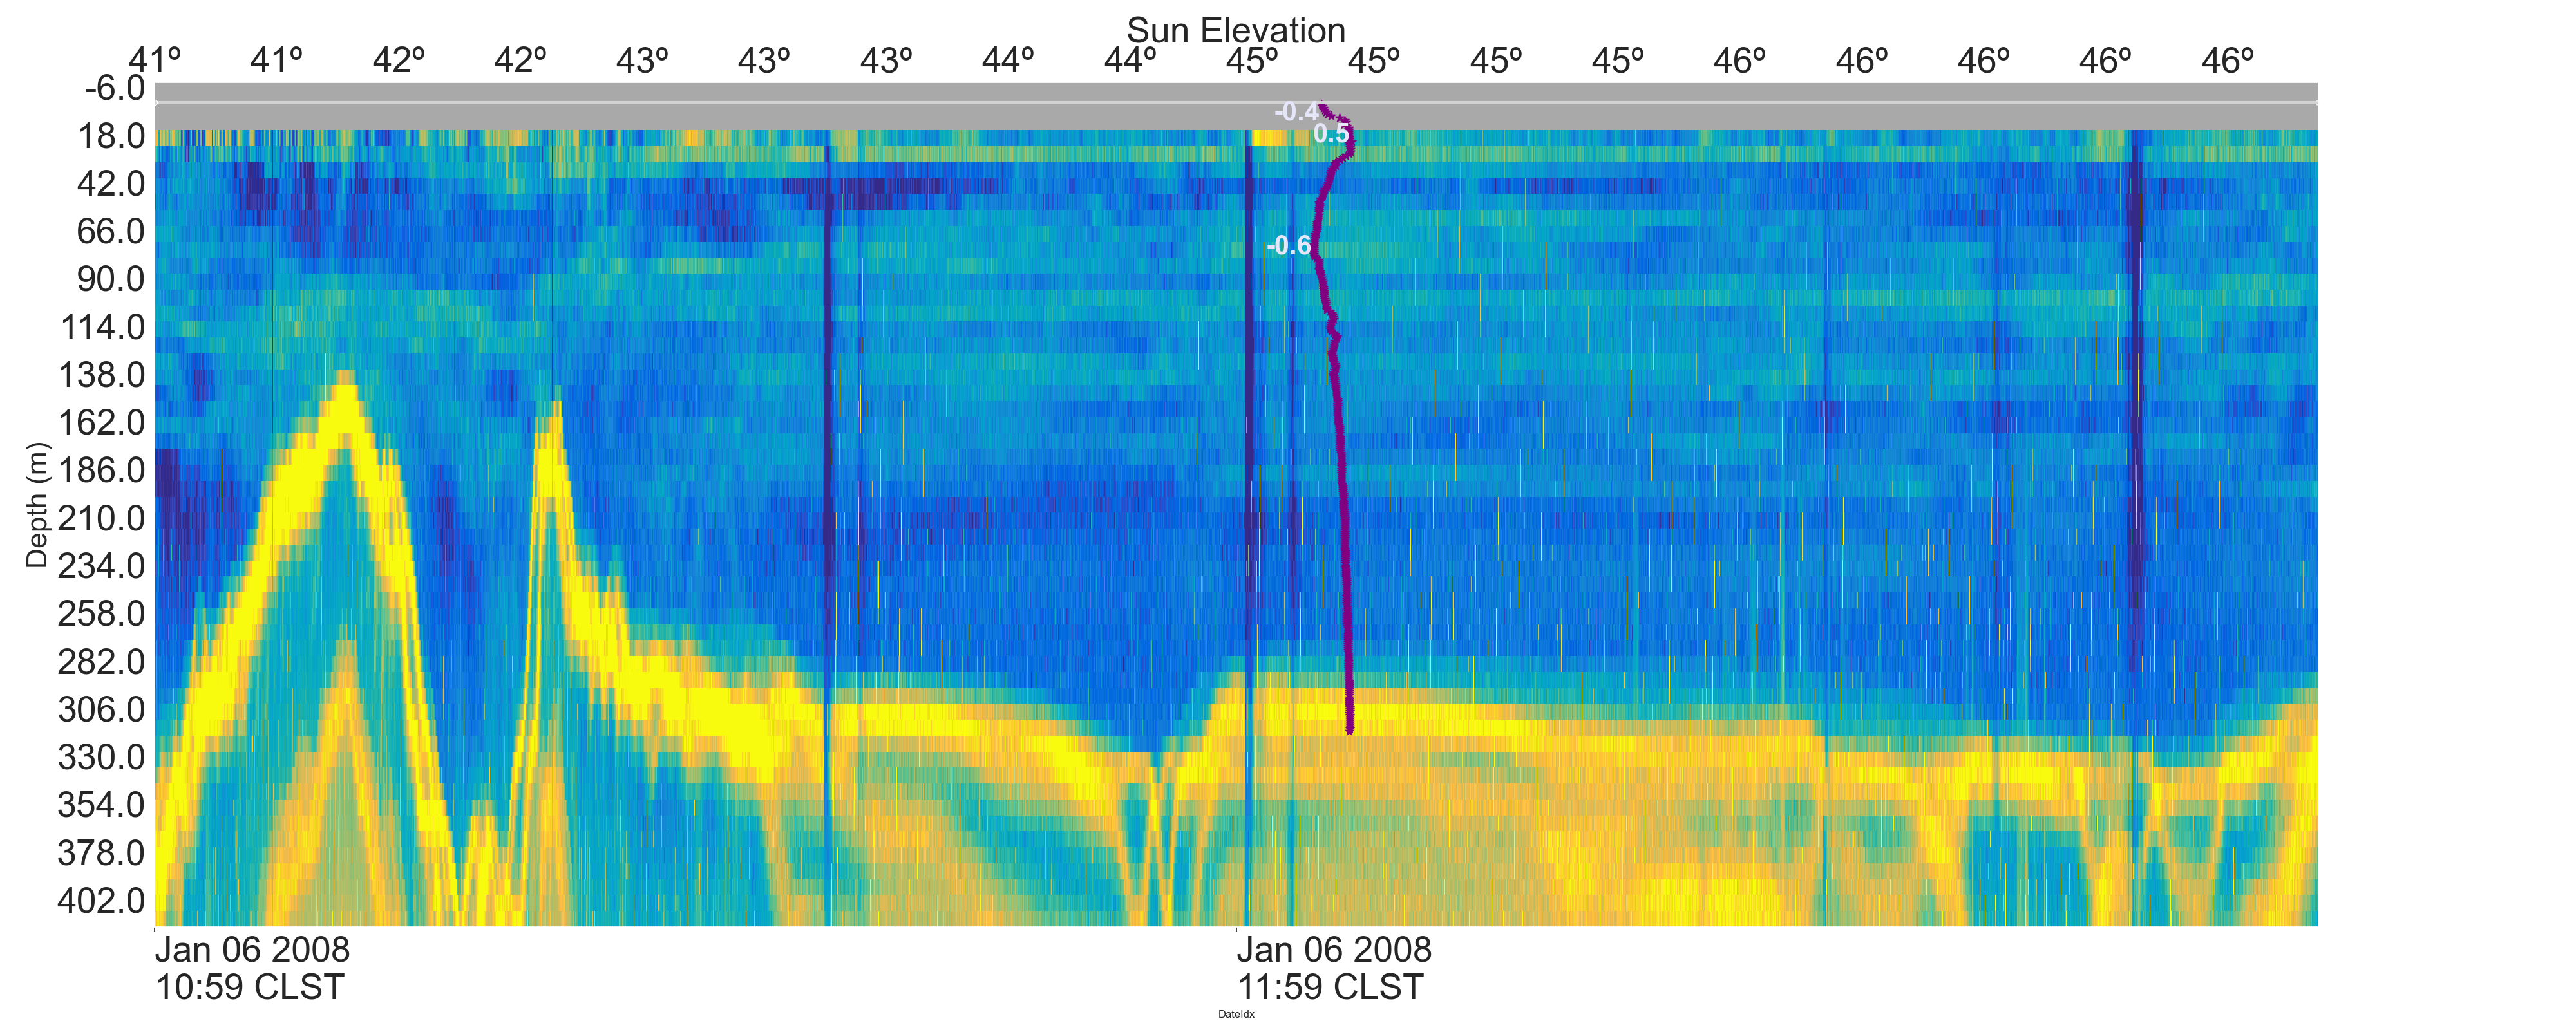 Sun Elevation
41º 41º 42º 42º 43º 43º 43º 44º 44º 45º 45º 45º 45º 46º 46º 46º 46º 46º
-6.0
18.0
42.0
66.0
90.0
114.0
138.0
162.0
186.0
210.0
234.0
258.0
282.0
306.0
330.0
354.0
378.0
402.0
Depth (m)
-0.4
0.5
-0.6
Jan 06 2008
10:59 CLST
Jan 06 2008
11:59 CLST
DateIdx